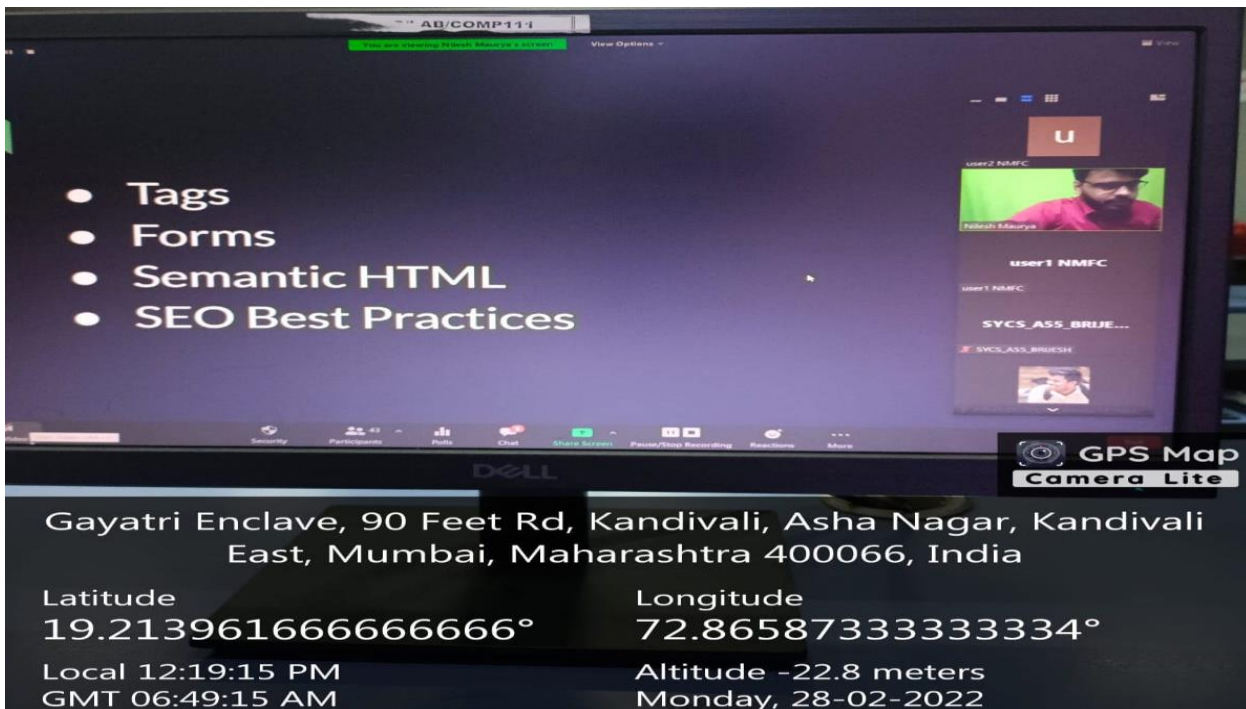 AB/COMP111
You are viewing Nilesh Maurya's screen
View Options
View
u
user2 NMFC
Tags
Nilesh Maurya
Forms
user1 NMFC
Semantic HTML
user1 NMFC
SEO Best Practices
SYCS_A55_BRIJE...
SYCS_A55_BRIJESH
Security
Participants
43
Polls
Chat
Share Screen
Pause/Stop Recording
Reactions
More
DELL
GPS Map
Camera Lite
Gayatri Enclave, 90 Feet Rd, Kandivali, Asha Nagar, Kandivali
East, Mumbai, Maharashtra 400066, India
Latitude
19.213961666666666°
Longitude
72.86587333333334°
Local 12:19:15 PM
GMT 06:49:15 AM
Altitude -22.8 meters
Monday, 28-02-2022